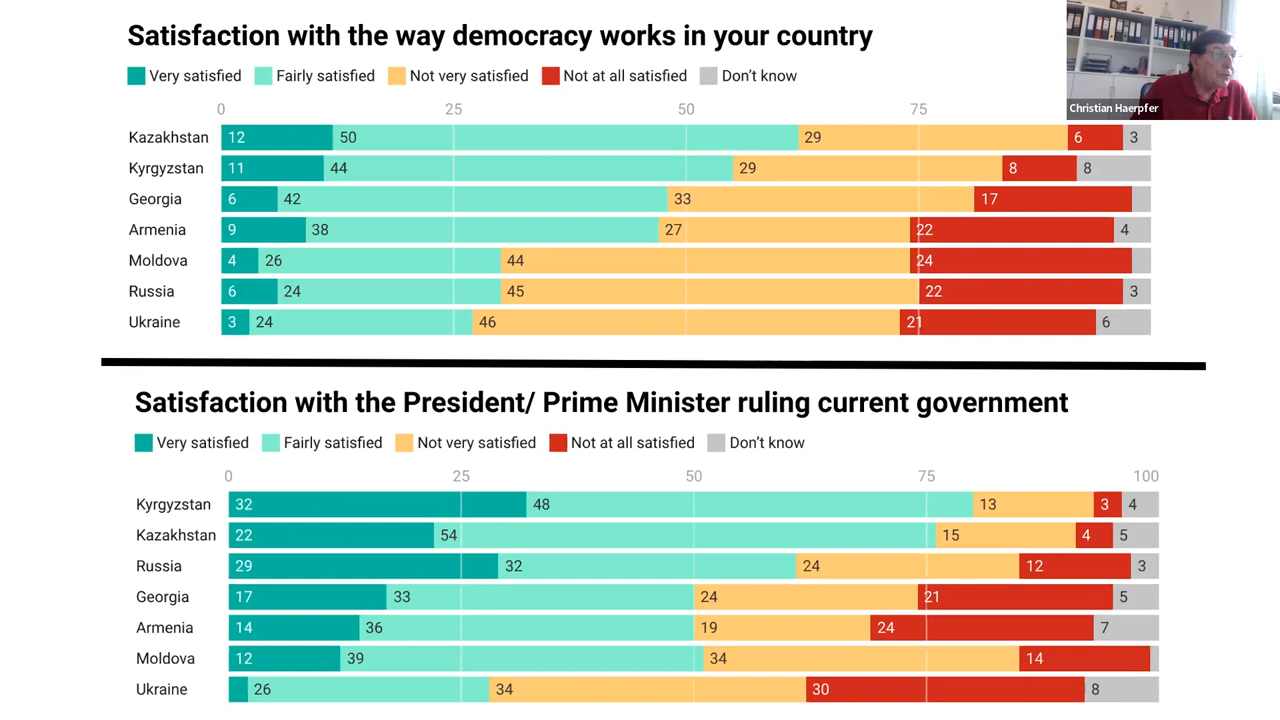 Satisfaction with the way democracy works in your country
Very satisfied Fairly satisfied Not very satisfied Not at all satisfied Don't know
Christian Haerpfer
0 25 50 75
Kazakhstan 12 50 29 6 3
Kyrgyzstan 11 44 29 8 8
Georgia 6 42 33 17
Armenia 9 38 27 22 4
Moldova 4 26 44 24
Russia 6 24 45 22 3
Ukraine 3 24 46 21 6
Satisfaction with the President/ Prime Minister ruling current government
Very satisfied Fairly satisfied Not very satisfied Not at all satisfied Don't know
0 25 50 75 100
Kyrgyzstan 32 48 13 3 4
Kazakhstan 22 54 15 4 5
Russia 29 32 24 12 3
Georgia 17 33 24 21 5
Armenia 14 36 19 24 7
Moldova 12 39 34 14
Ukraine 26 34 30 8